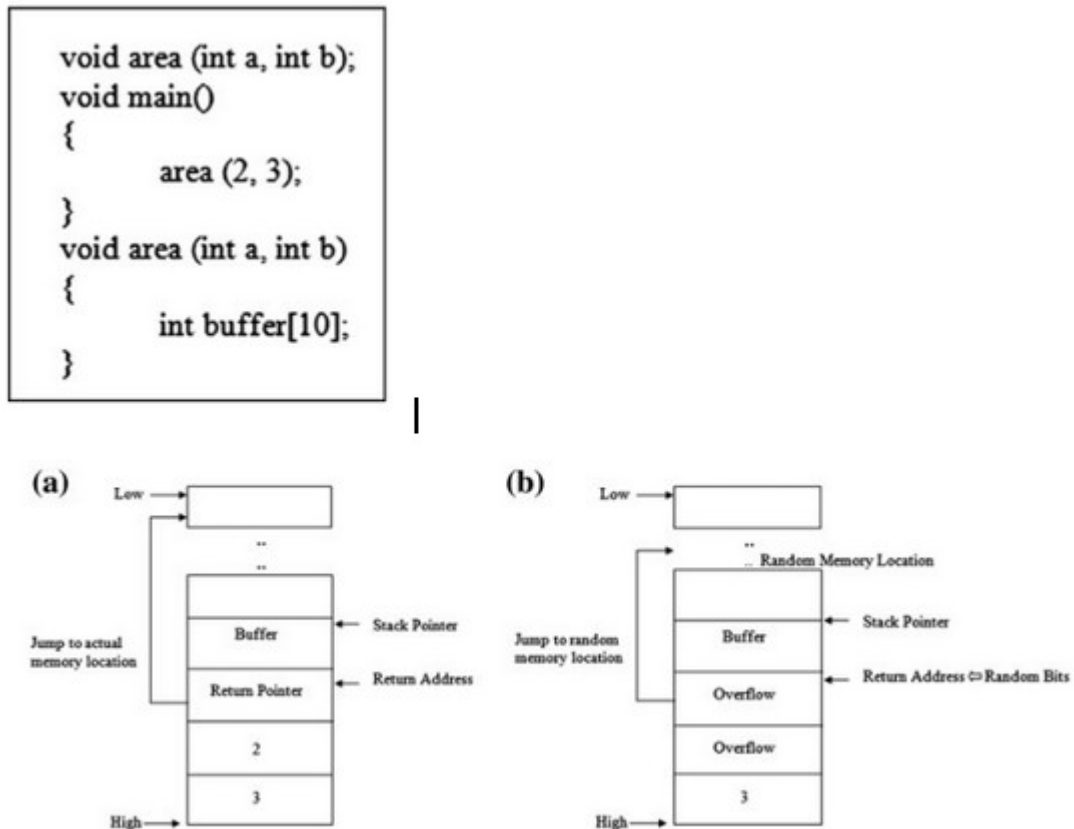 void area (int a, int b);
void main()
{
area (2, 3);
}
void area (int a, int b)
{
int buffer[10];
}
(a)
Low
..
..
Buffer
Stack Pointer
Jump to actual
memory location
Return Pointer
Return Address
2
3
High
(b)
Low
..
.. Random Memory Location
Buffer
Stack Pointer
Jump to random
memory location
Overflow
Return Address ⇦ Random Bits
Overflow
3
High